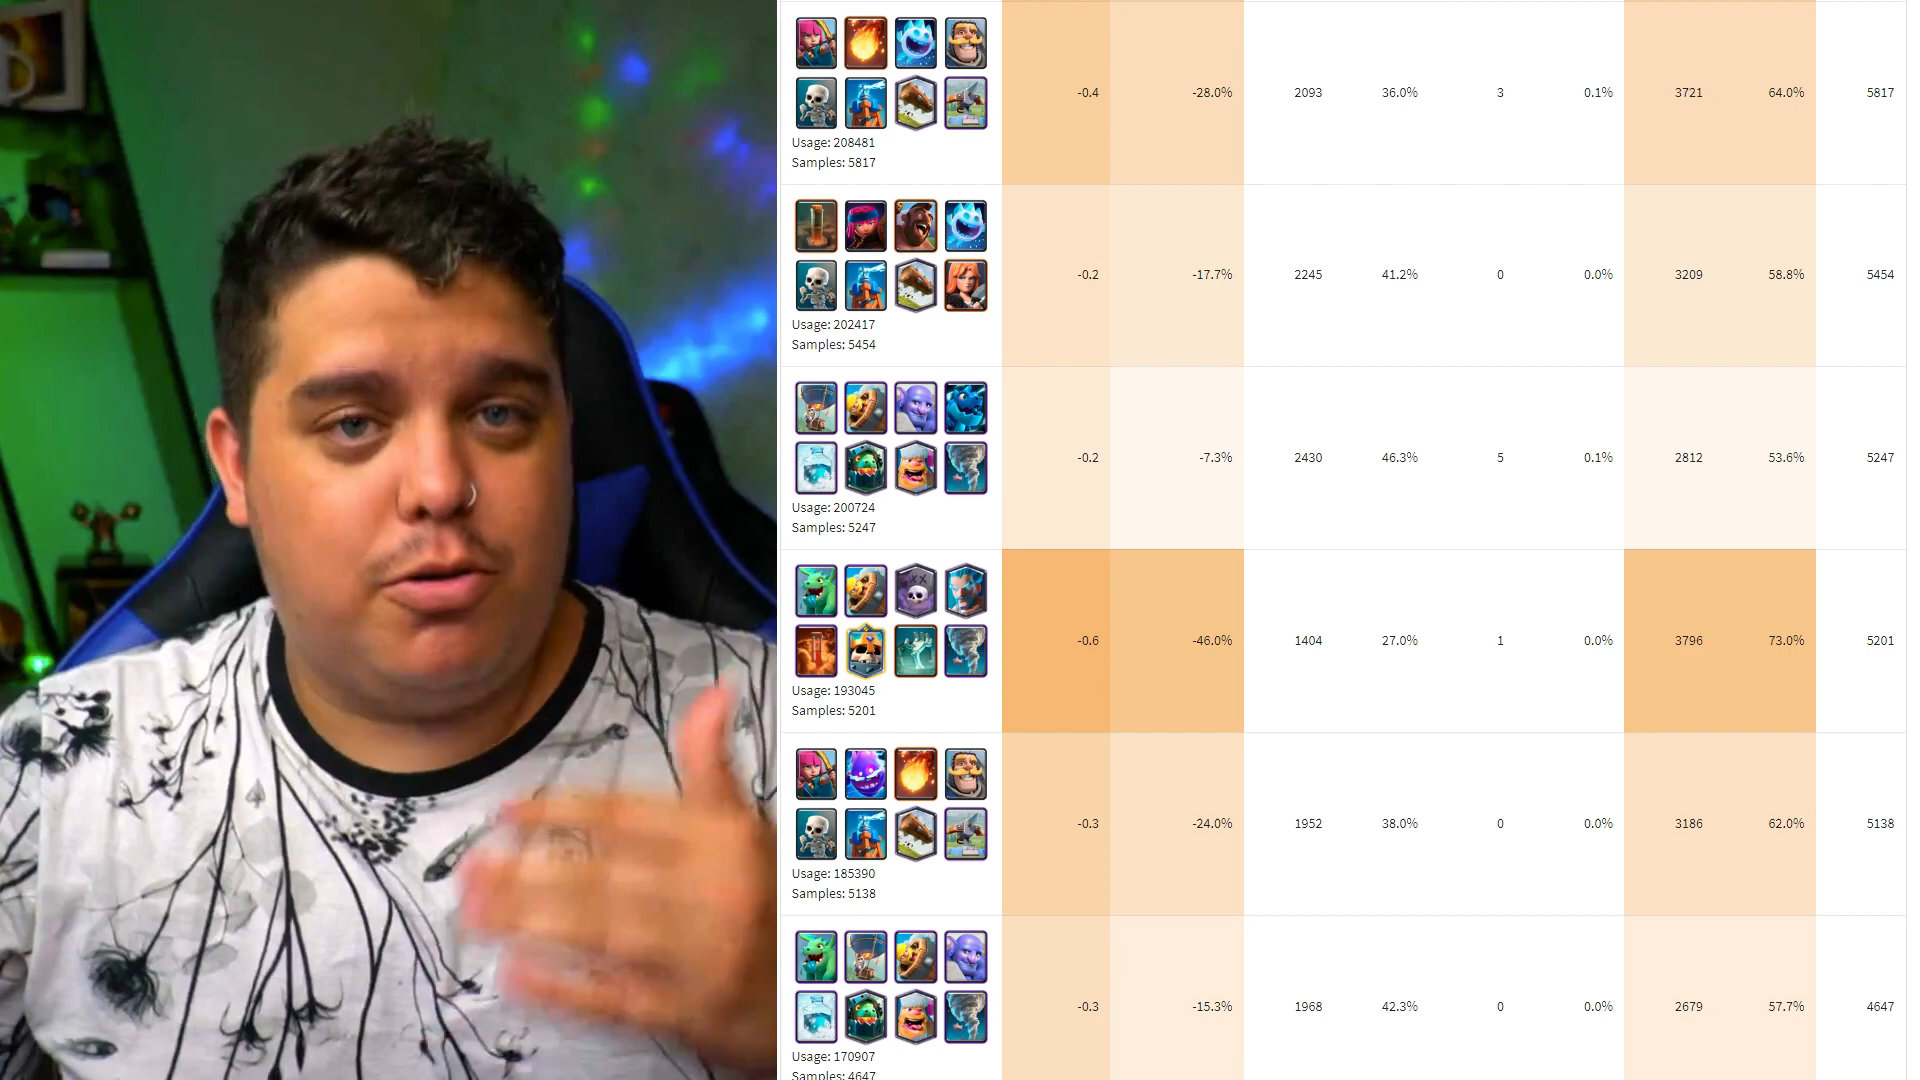 -0.4 -28.0% 2093 36.0% 3 0.1% 3721 64.0% 5817
Usage: 208481
Samples: 5817
-0.2 -17.7% 2245 41.2% 0 0.0% 3209 58.8% 5454
Usage: 202417
Samples: 5454
-0.2 -7.3% 2430 46.3% 5 0.1% 2812 53.6% 5247
Usage: 200724
Samples: 5247
-0.6 -46.0% 1404 27.0% 1 0.0% 3796 73.0% 5201
Usage: 193045
Samples: 5201
-0.3 -24.0% 1952 38.0% 0 0.0% 3186 62.0% 5138
Usage: 185390
Samples: 5138
-0.3 -15.3% 1968 42.3% 0 0.0% 2679 57.7% 4647
Usage: 170907
Samples: 4647